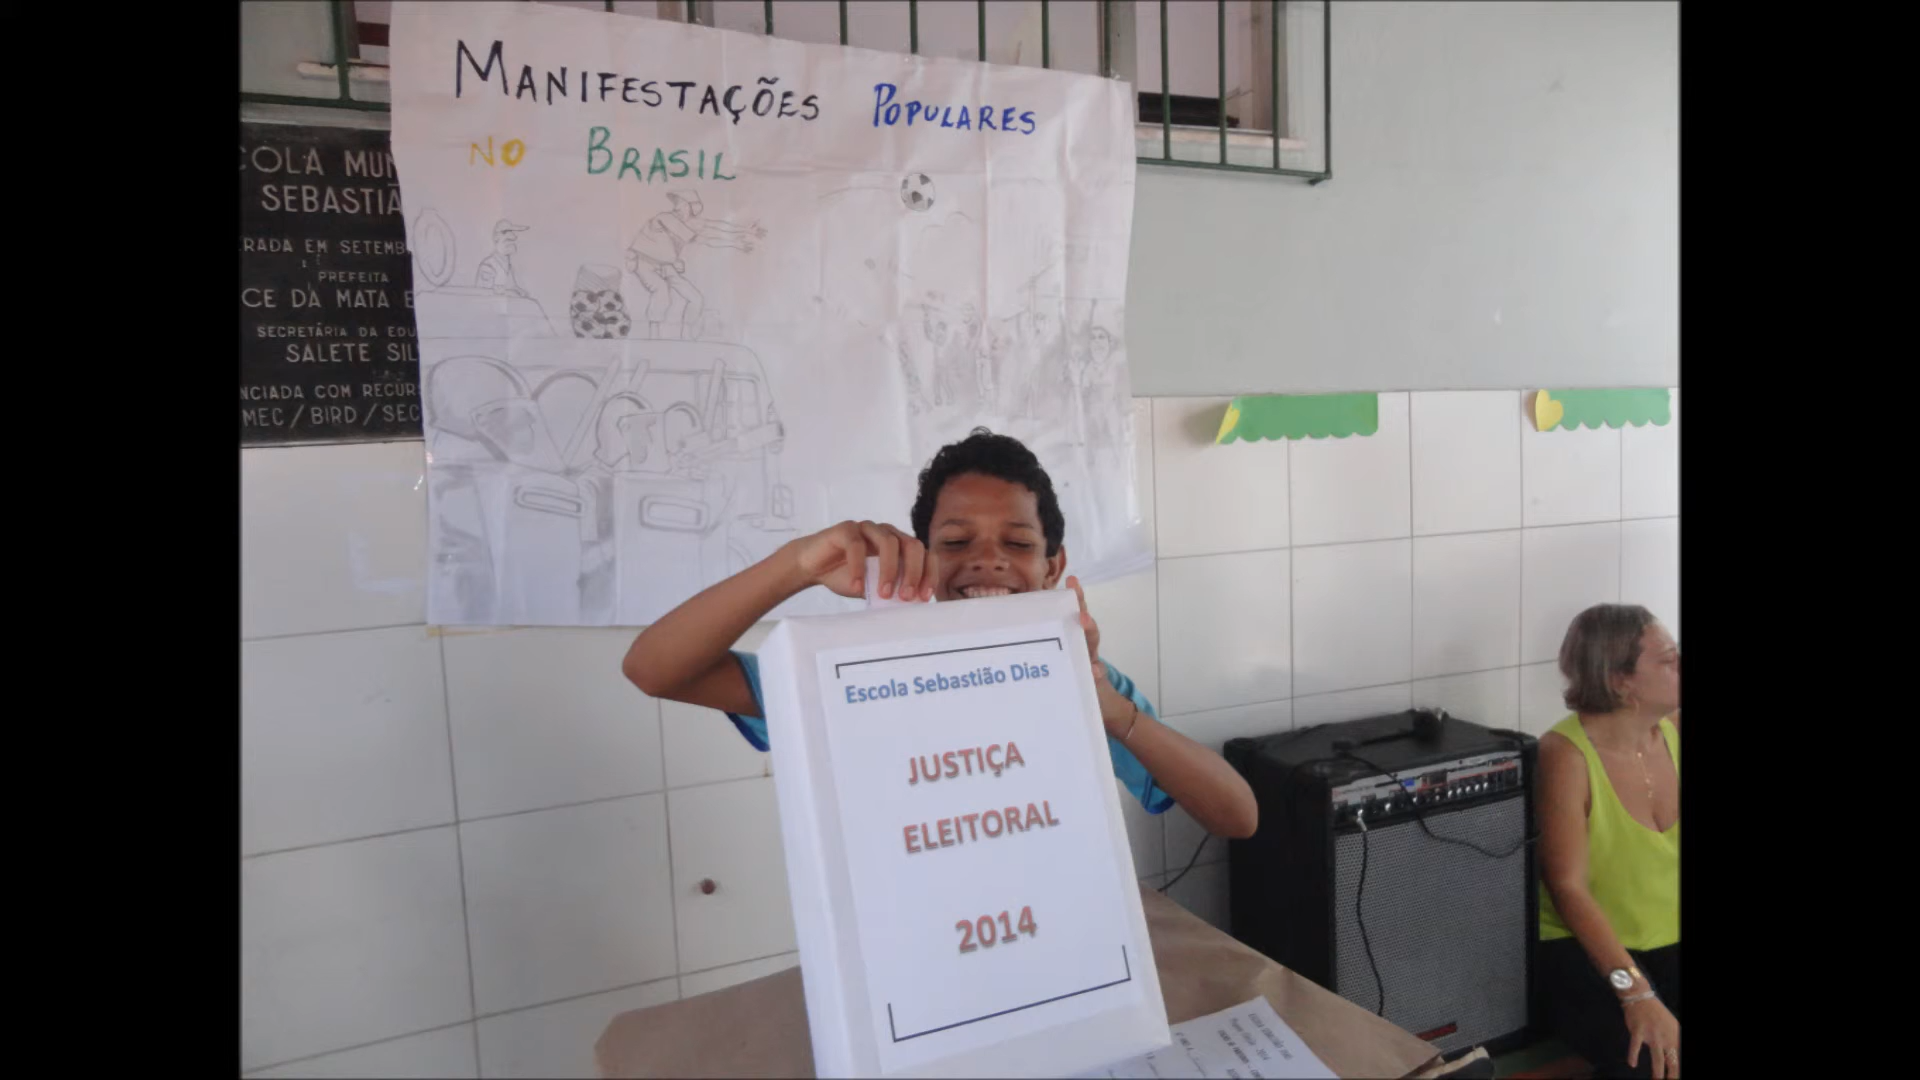 MANIFESTAÇÕES POPULARES
NO BRASIL
COLA MUN
SEBASTIÃ
RADA EM SETEMB
PREFEITA
CE DA MATA E
SECRETÁRIA DA EDU
SALETE SIL
NCIADA COM RECURS
MEC / BIRD / SEC
Escola Sebastião Dias
JUSTIÇA
ELEITORAL
2014